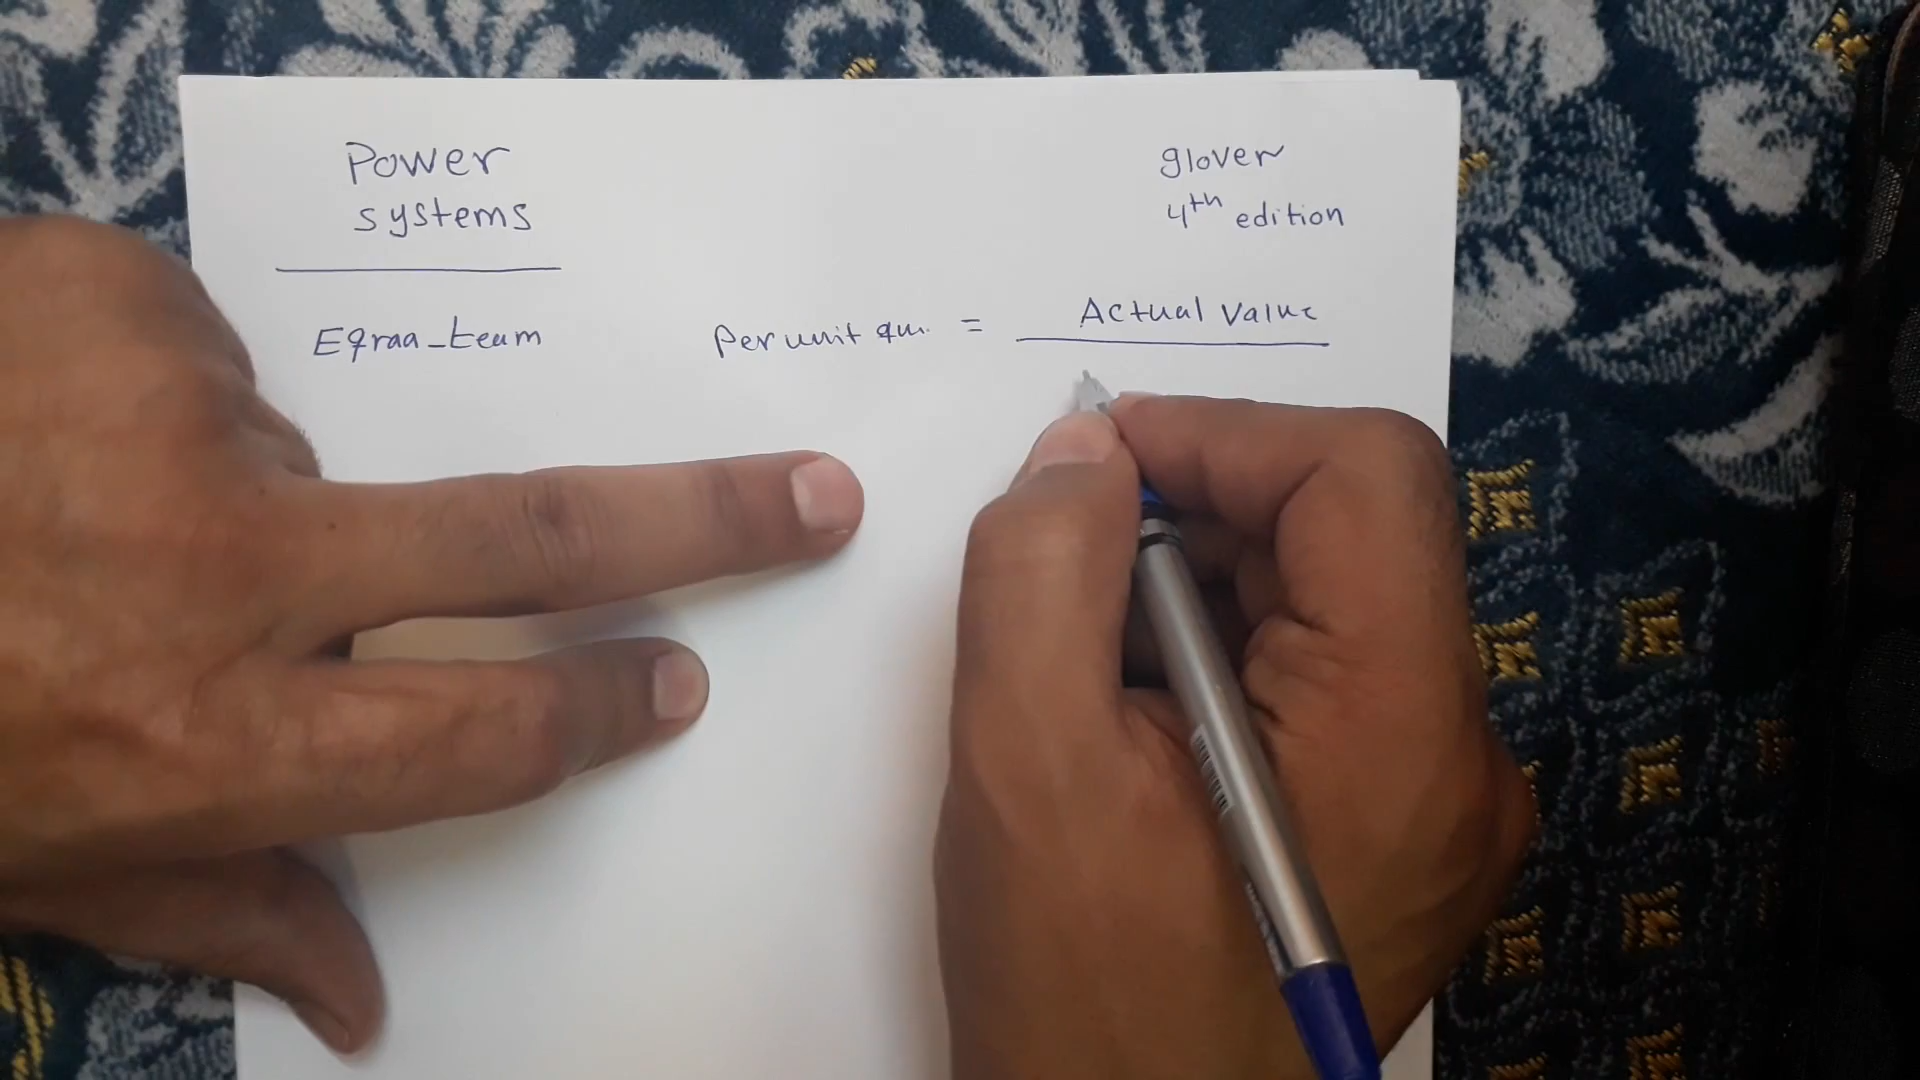 Power
systems
glover
4th edition
Eqraa_team
Per unit qu. = Actual Value